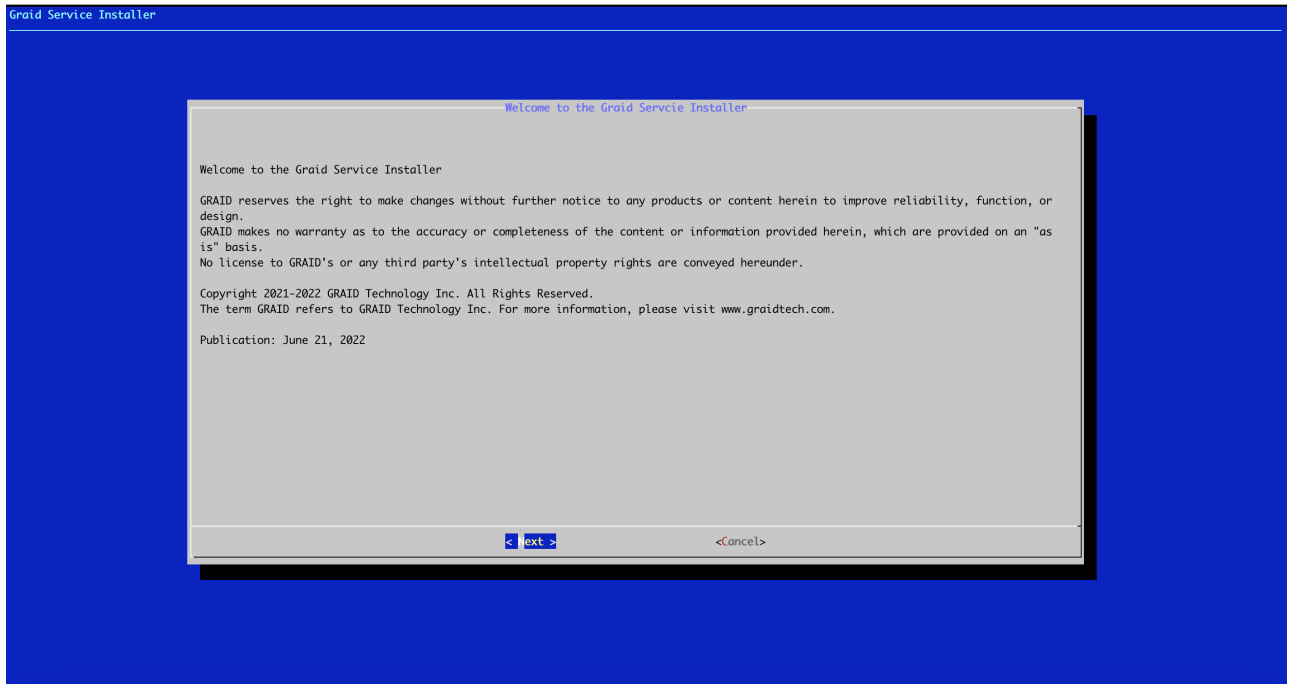 Graid Service Installer
Welcome to the Graid Servcie Installer
Welcome to the Graid Service Installer
GRAID reserves the right to make changes without further notice to any products or content herein to improve reliability, function, or
design.
GRAID makes no warranty as to the accuracy or completeness of the content or information provided herein, which are provided on an "as
is" basis.
No license to GRAID's or any third party's intellectual property rights are conveyed hereunder.
Copyright 2021-2022 GRAID Technology Inc. All Rights Reserved.
The term GRAID refers to GRAID Technology Inc. For more information, please visit www.graidtech.com.
Publication: June 21, 2022
< Next > <Cancel>